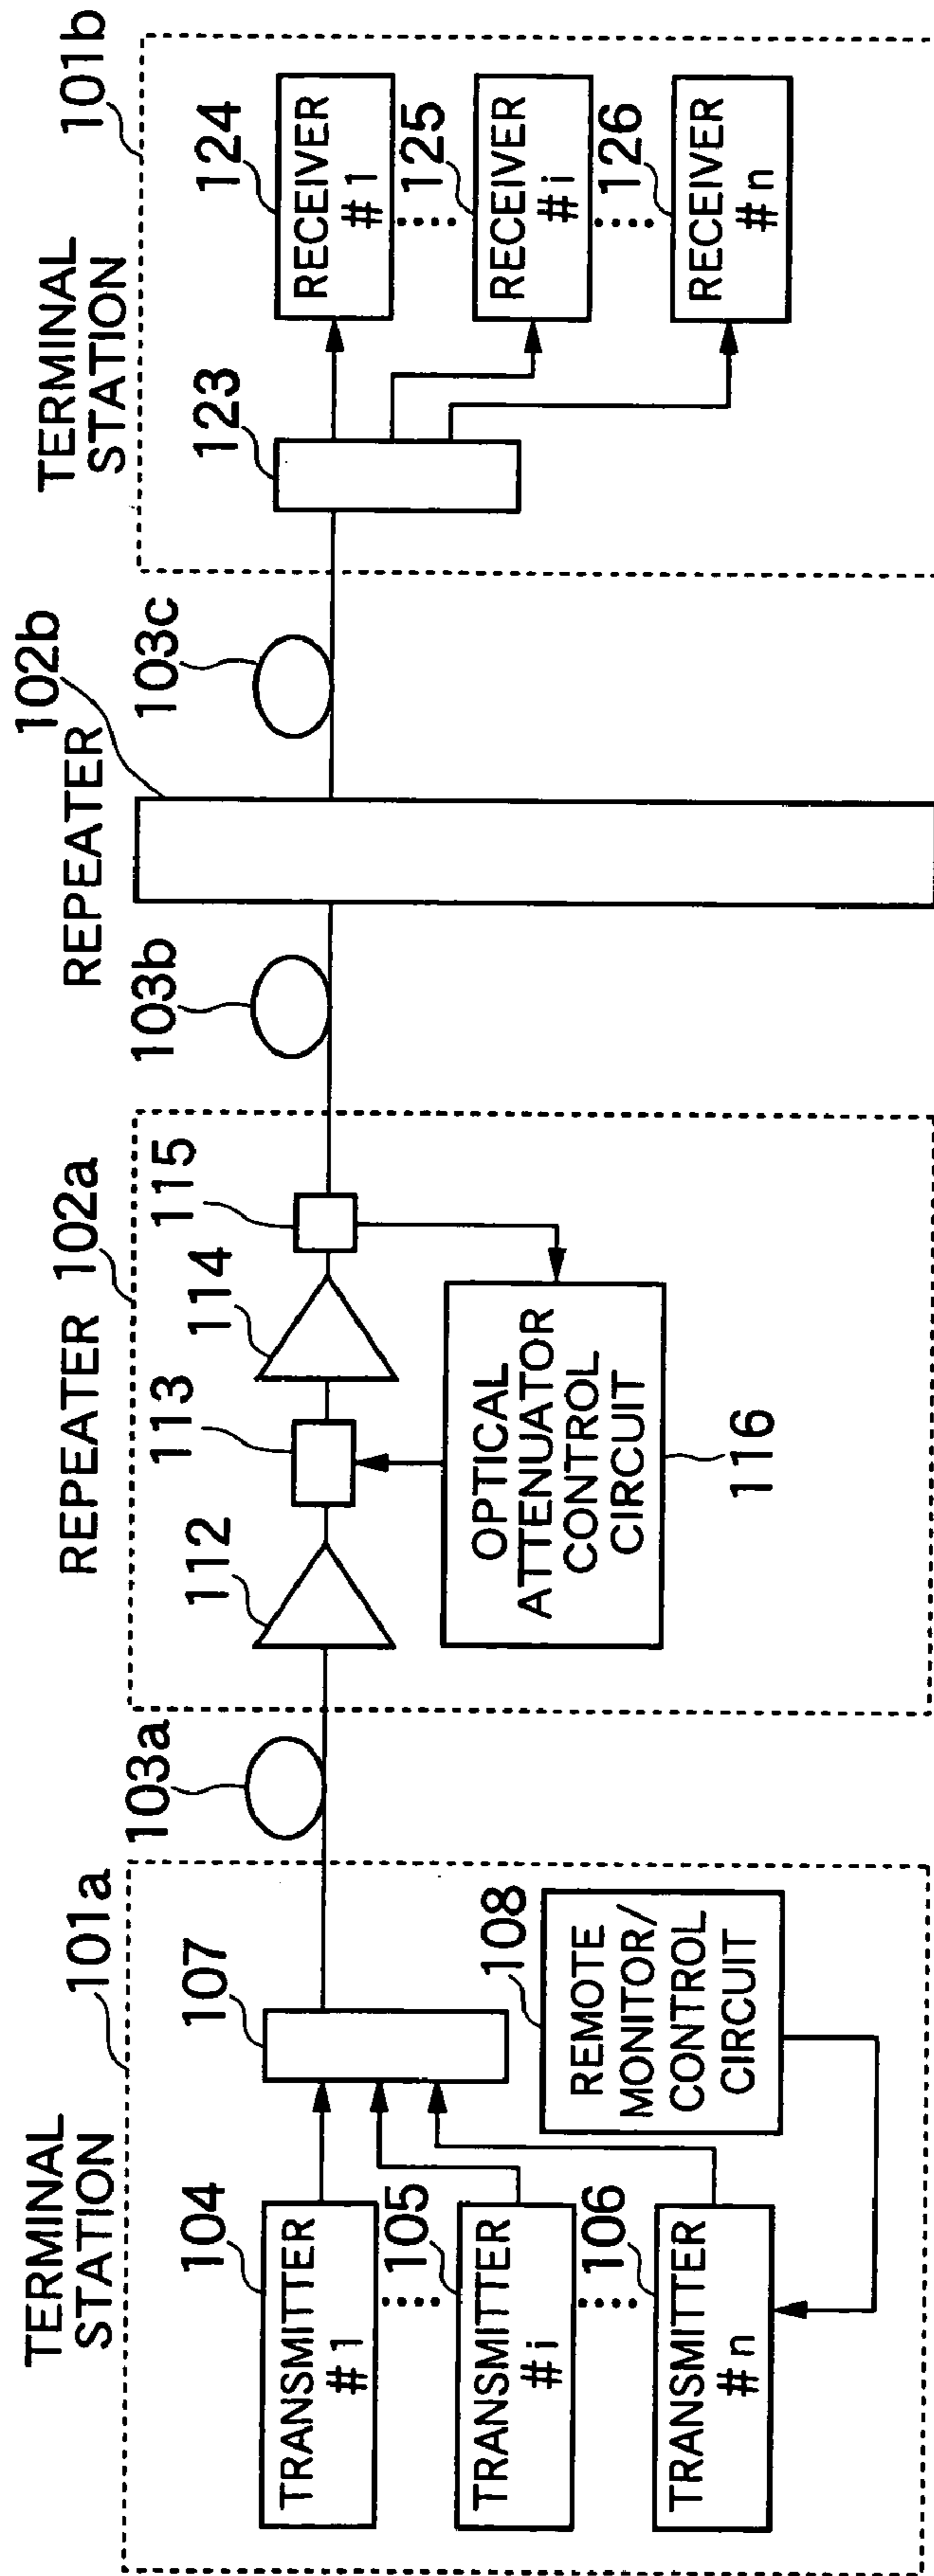 TERMINAL
STATION
101a
104
TRANSMITTER
#1
105
TRANSMITTER
#i
106
TRANSMITTER
#n
107
108
REMOTE
MONITOR/
CONTROL
CIRCUIT
103a
REPEATER 102a
112
113
114
115
OPTICAL
ATTENUATOR
CONTROL
CIRCUIT
116
103b
REPEATER
102b
103c
TERMINAL
STATION
101b
123
124
RECEIVER
#1
125
RECEIVER
#i
126
RECEIVER
#n